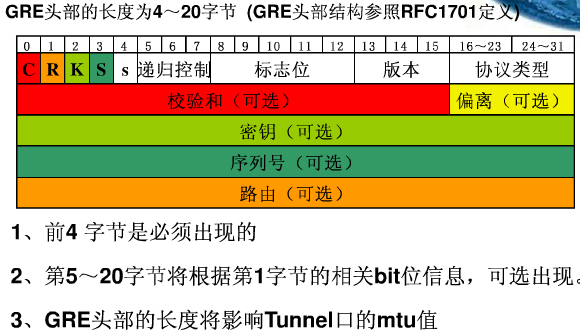 GRE头部的长度为4～20字节 (GRE头部结构参照RFC1701定义)
0 1 2 3 4 5 6 7 8 9 10 11 12 13 14 15 16～23 24～31
C R K S s 递归控制 标志位 版本 协议类型
校验和（可选） 偏离（可选）
密钥（可选）
序列号（可选）
路由（可选）
1、前4 字节是必须出现的
2、第5～20字节将根据第1字节的相关bit位信息，可选出现。
3、GRE头部的长度将影响Tunnel口的mtu值